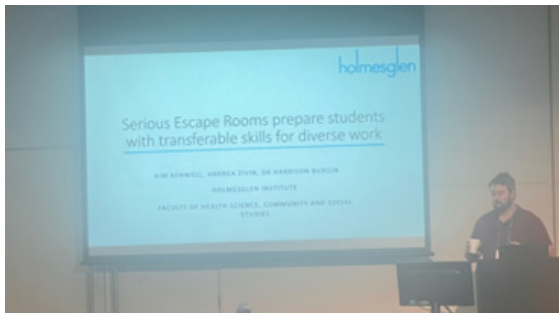 holmesglen
Serious Escape Rooms prepare students
with transferable skills for diverse work
KIM BENWELL, ANDREA ZIVIN, DR HARRISON BURGIN
HOLMESGLEN INSTITUTE
FACULTY OF HEALTH SCIENCE, COMMUNITY AND SOCIAL
STUDIES